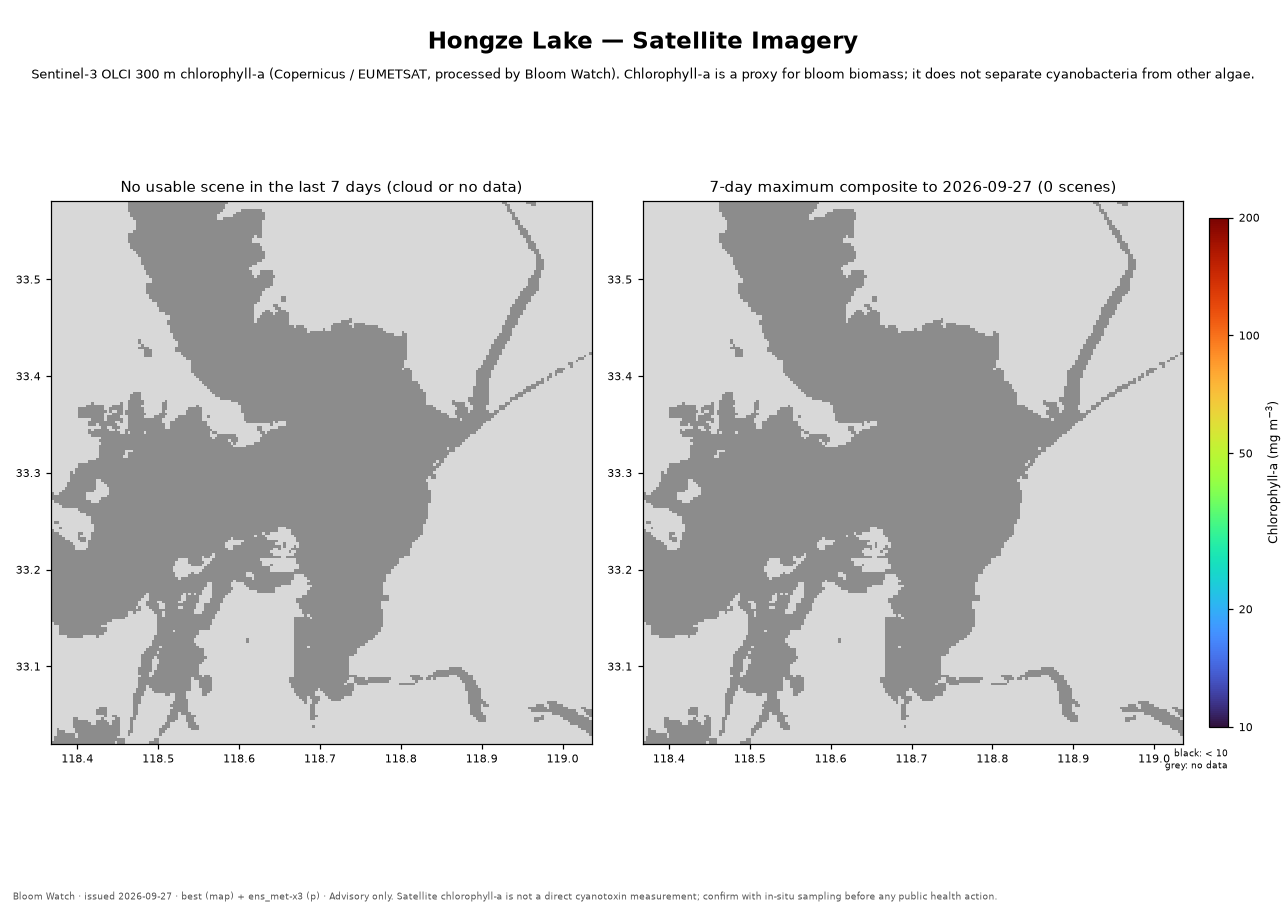 Hongze Lake — Satellite Imagery
Sentinel-3 OLCI 300 m chlorophyll-a (Copernicus / EUMETSAT, processed by Bloom Watch). Chlorophyll-a is a proxy for bloom biomass; it does not separate cyanobacteria from other algae.
No usable scene in the last 7 days (cloud or no data)
33.5
33.4
33.3
33.2
33.1
118.4 118.5 118.6 118.7 118.8 118.9 119.0
7-day maximum composite to 2026-09-27 (0 scenes)
33.5
33.4
33.3
33.2
33.1
118.4 118.5 118.6 118.7 118.8 118.9 119.0
200
100
50
20
10
Chlorophyll-a (mg m⁻³)
black: < 10
grey: no data
Bloom Watch · issued 2026-09-27 · best (map) + ens_met-x3 (p) · Advisory only. Satellite chlorophyll-a is not a direct cyanotoxin measurement; confirm with in-situ sampling before any public health action.